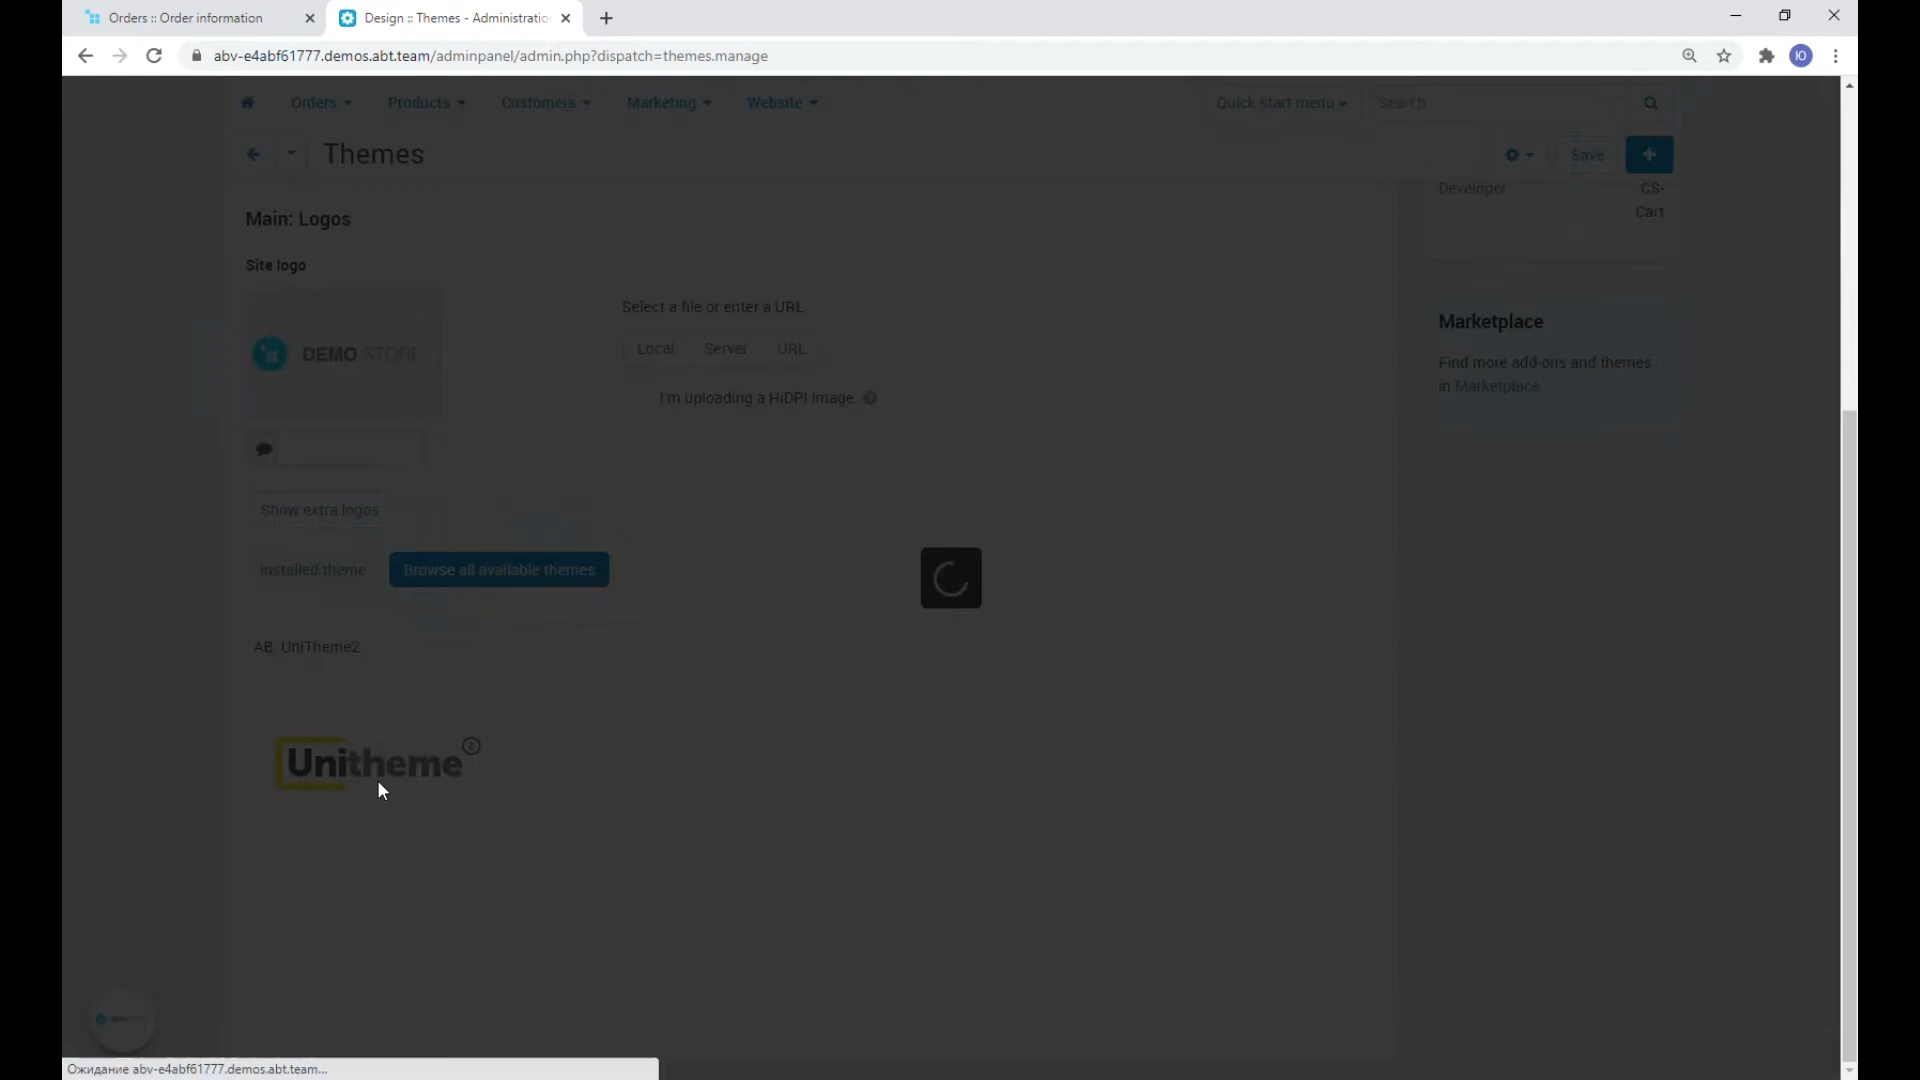 Orders :: Order information
Design :: Themes - Administratio
abv-e4abf61777.demos.abt.team/adminpanel/admin.php?dispatch=themes.manage
Ю
Orders
Products
Customers
Marketing
Website
Quick start menu
Search
Themes
Save
Developer
CS-
Cart
Main: Logos
Site logo
DEMO STORE
Select a file or enter a URL
Local
Server
URL
I'm uploading a HiDPI image.
Marketplace
Find more add-ons and themes
in Marketplace
Show extra logos
Installed theme
Browse all available themes
AB: UniTheme2
Unitheme 2
Ожидание abv-e4abf61777.demos.abt.team...